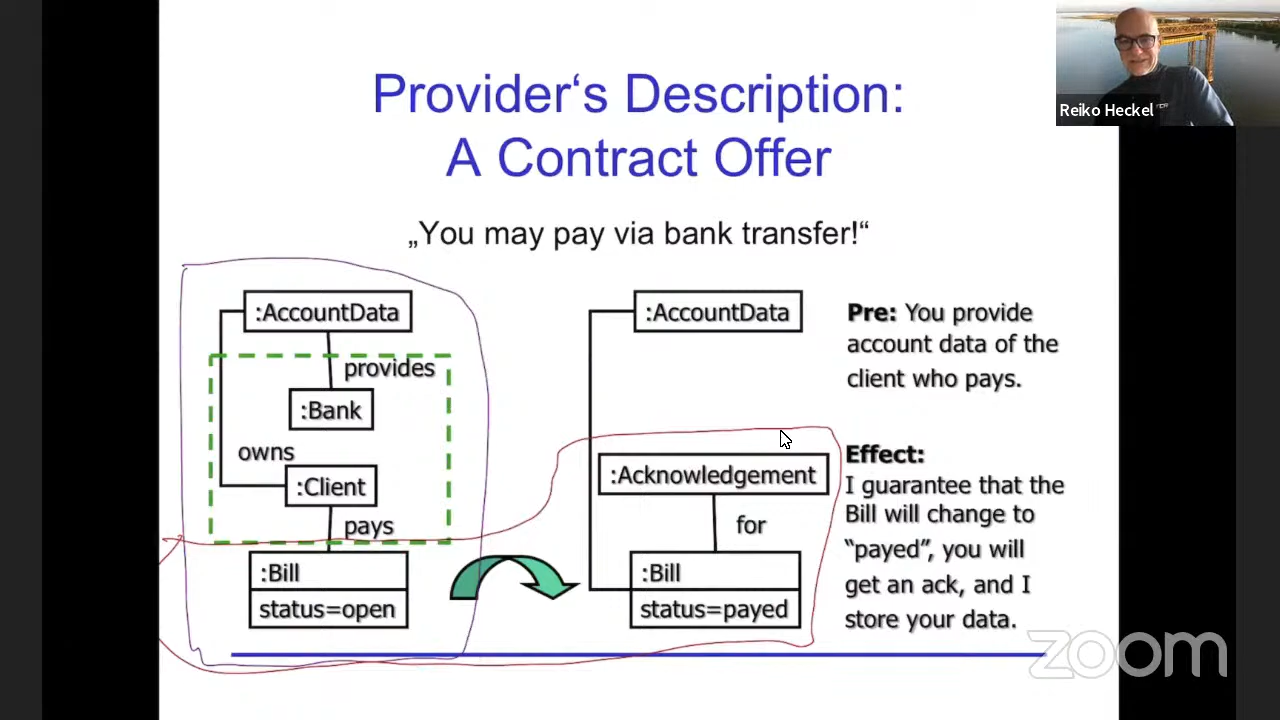 Provider‘s Description:
A Contract Offer
„You may pay via bank transfer!“
:AccountData
provides
:Bank
owns
:Client
pays
:Bill
status=open
:AccountData
:Acknowledgement
for
:Bill
status=payed
Pre: You provide
account data of the
client who pays.
Effect:
I guarantee that the
Bill will change to
“payed”, you will
get an ack, and I
store your data.
Reiko Heckel
zoom